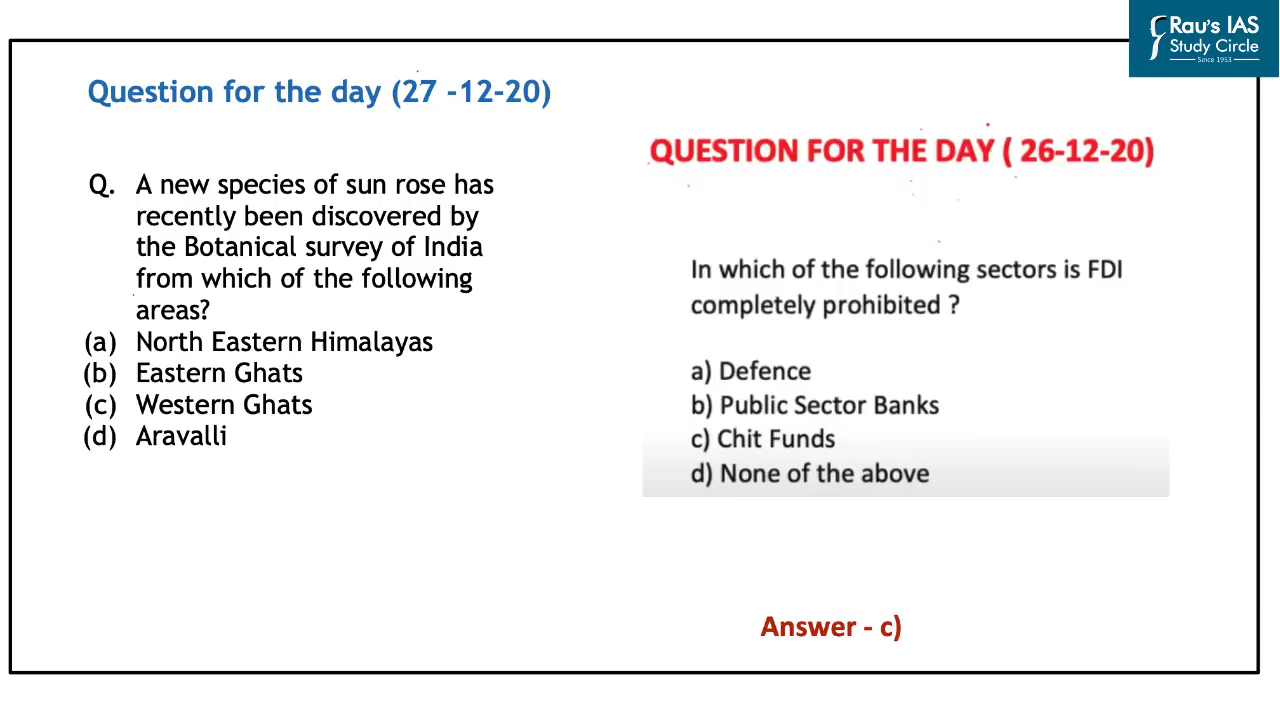 Rau's IAS
Study Circle
Since 1953
Question for the day (27 -12-20)
Q. A new species of sun rose has
recently been discovered by
the Botanical survey of India
from which of the following
areas?
(a) North Eastern Himalayas
(b) Eastern Ghats
(c) Western Ghats
(d) Aravalli
QUESTION FOR THE DAY ( 26-12-20)
In which of the following sectors is FDI
completely prohibited ?
a) Defence
b) Public Sector Banks
c) Chit Funds
d) None of the above
Answer - c)